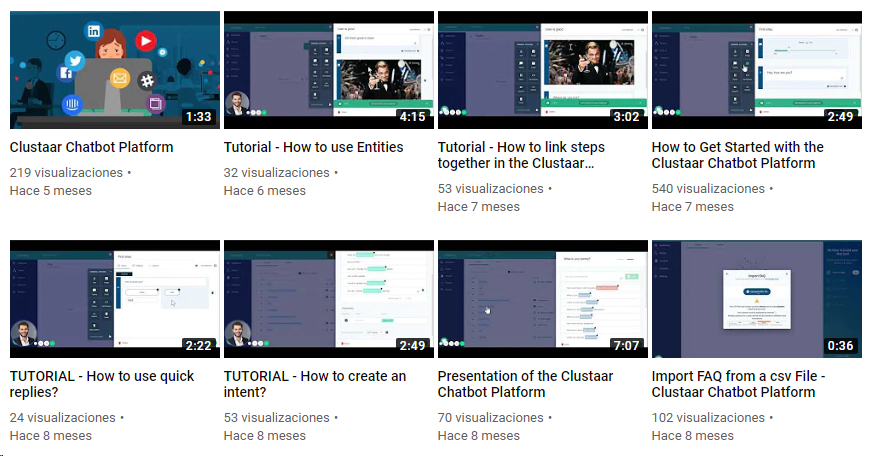 1:33
4:15
3:02
2:49
Clustaar Chatbot Platform
219 visualizaciones •
Hace 5 meses
Tutorial - How to use Entities
32 visualizaciones •
Hace 6 meses
Tutorial - How to link steps
together in the Clustaar…
53 visualizaciones •
Hace 7 meses
How to Get Started with the
Clustaar Chatbot Platform
540 visualizaciones •
Hace 7 meses
2:22
2:49
7:07
0:36
TUTORIAL - How to use quick
replies?
24 visualizaciones •
Hace 8 meses
TUTORIAL - How to create an
intent?
53 visualizaciones •
Hace 8 meses
Presentation of the Clustaar
Chatbot Platform
70 visualizaciones •
Hace 8 meses
Import FAQ from a csv File -
Clustaar Chatbot Platform
102 visualizaciones •
Hace 8 meses